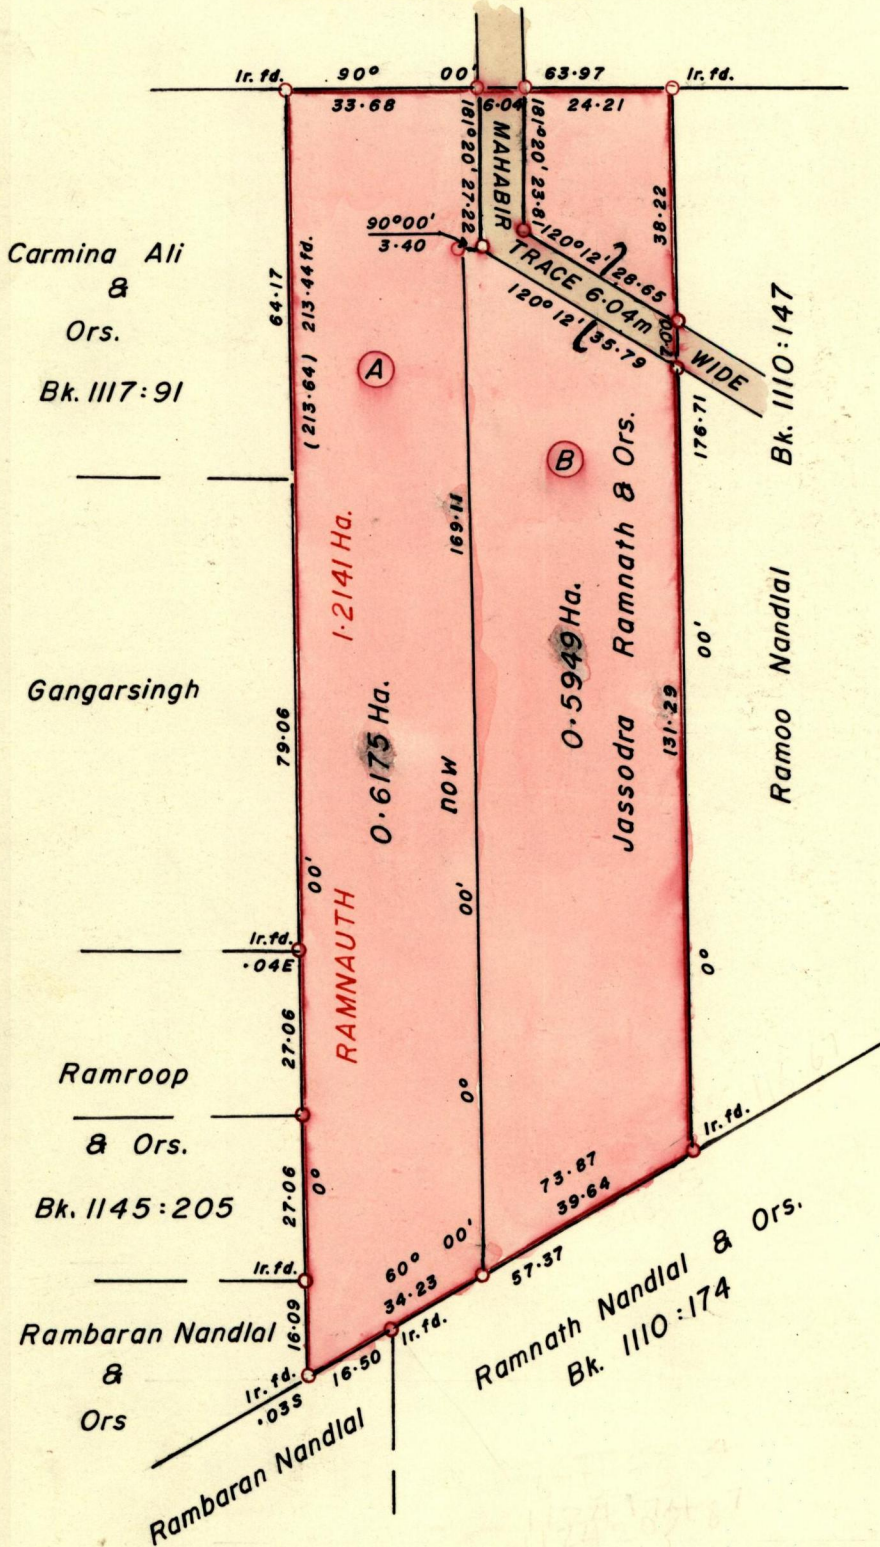 Ir. fd.
90° 00' 63·97
Ir. fd.
33·68
6·04
24·21
181° 20' 27·22
MAHABIR
181° 20' 23·81
38·22
90°00'
3·40
120°12' 28·65
TRACE 6·04m WIDE
120° 12' 35·79
7·00
Carmina Ali
&
Ors.
Bk. 1117:91
64·17
(213·64) 213·44 fd.
A
B
176·71
Bk. 1110:147
Ramoo Nandlal
169·11
1·2141 Ha.
RAMNAUTH
0·6175 Ha.
now
0·5949 Ha.
Jassodra Ramnath & Ors.
131·29
00'
0°
Gangarsingh
79·06
00'
00'
0°
Ir. fd.
·04E
27·06
Ramroop
& Ors.
Bk. 1145:205
27·06
0°
Ir. fd.
Ir. fd.
73·87
39·64
60° 00'
34·23
57·37
16·09
Rambaran Nandlal
&
Ors
Ir. fd.
·03S
16·50
Ir. fd.
Ramnath Nandlal & Ors.
Bk. 1110:174
Rambaran Nandlal